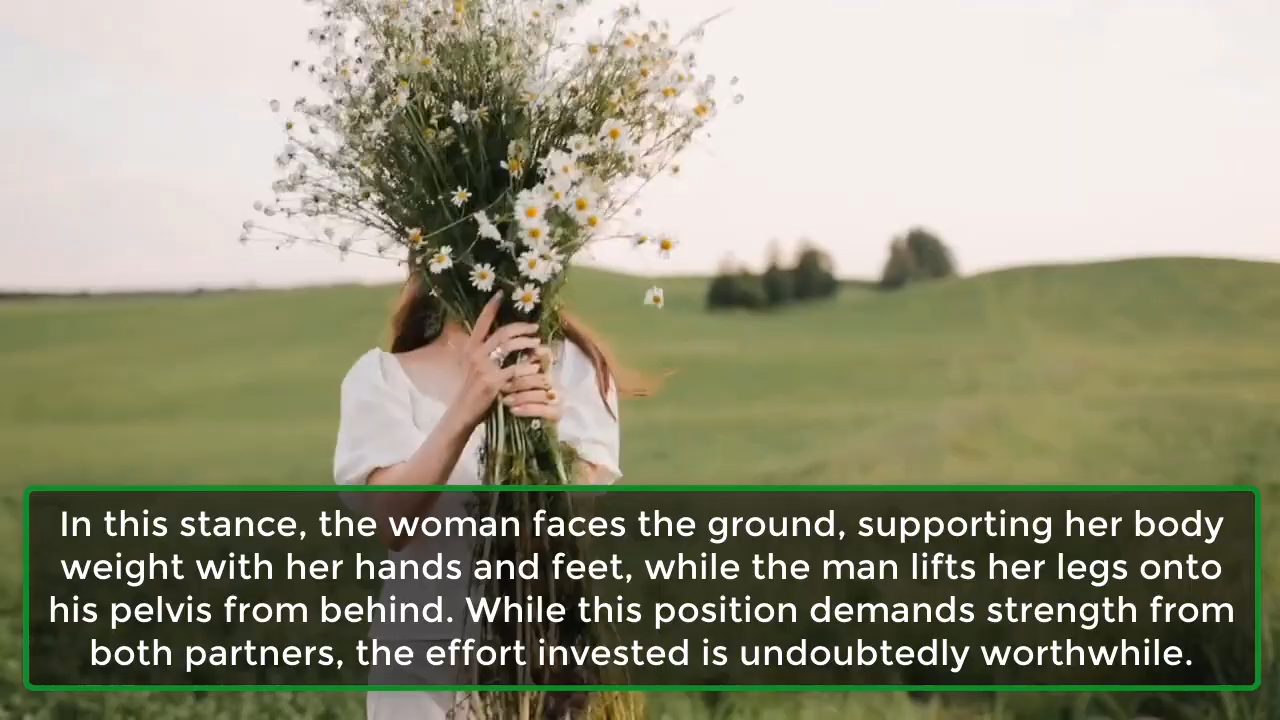 In this stance, the woman faces the ground, supporting her body
weight with her hands and feet, while the man lifts her legs onto
his pelvis from behind. While this position demands strength from
both partners, the effort invested is undoubtedly worthwhile.